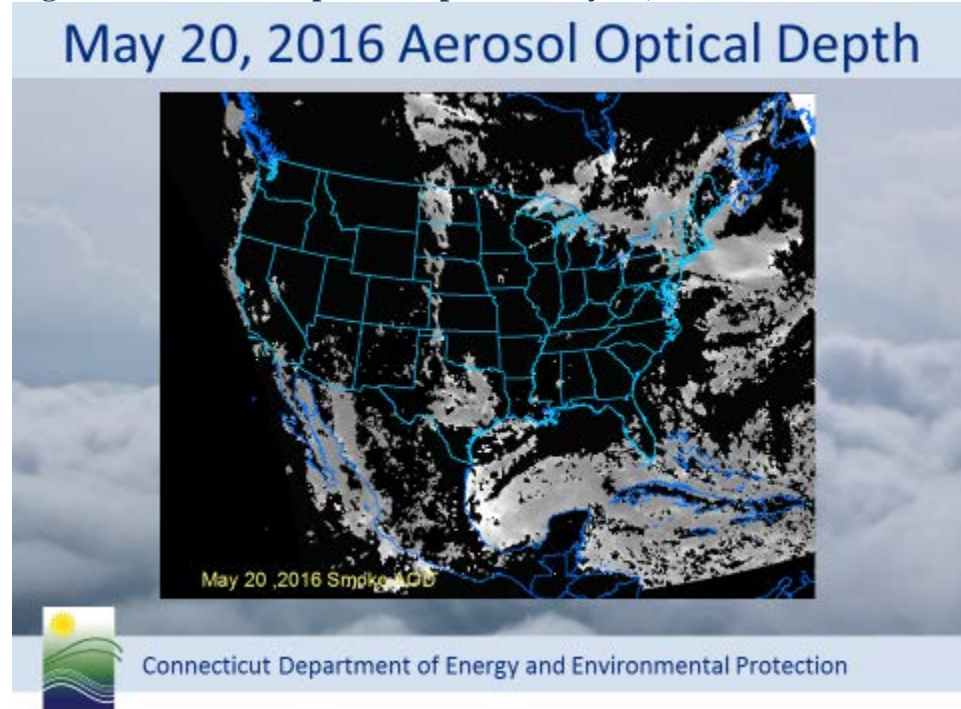 May 20, 2016 Aerosol Optical Depth
May 20 ,2016 Smoke AOD
Connecticut Department of Energy and Environmental Protection